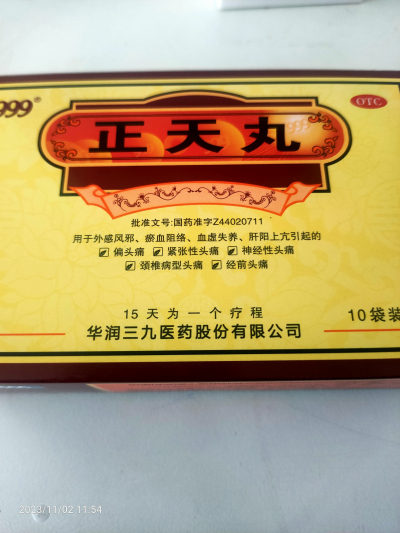 999®
OTC
正天丸
批准文号:国药准字Z44020711
用于外感风邪、瘀血阻络、血虚失养、肝阳上亢引起的
偏头痛 紧张性头痛 神经性头痛
颈椎病型头痛 经前头痛
15天为一个疗程
10袋装
华润三九医药股份有限公司
2023/11/02 11:54